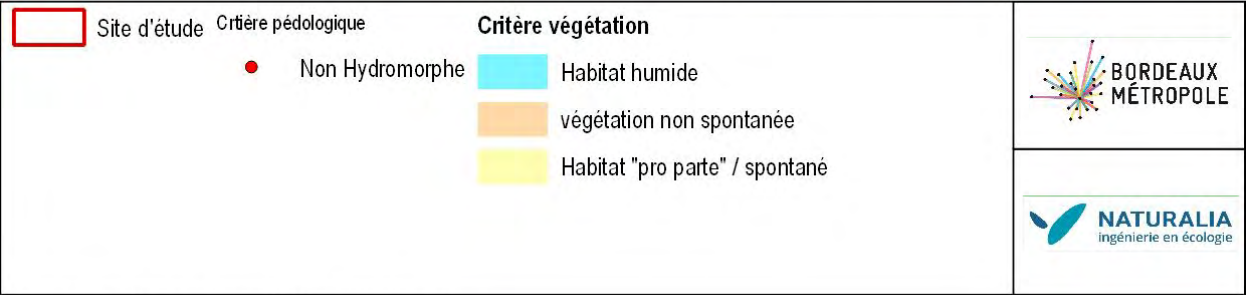 Site d'étude
Crtière pédologique
Non Hydromorphe
Critère végétation
Habitat humide
végétation non spontanée
Habitat "pro parte" / spontané
BORDEAUX
MÉTROPOLE
NATURALIA
ingénierie en écologie